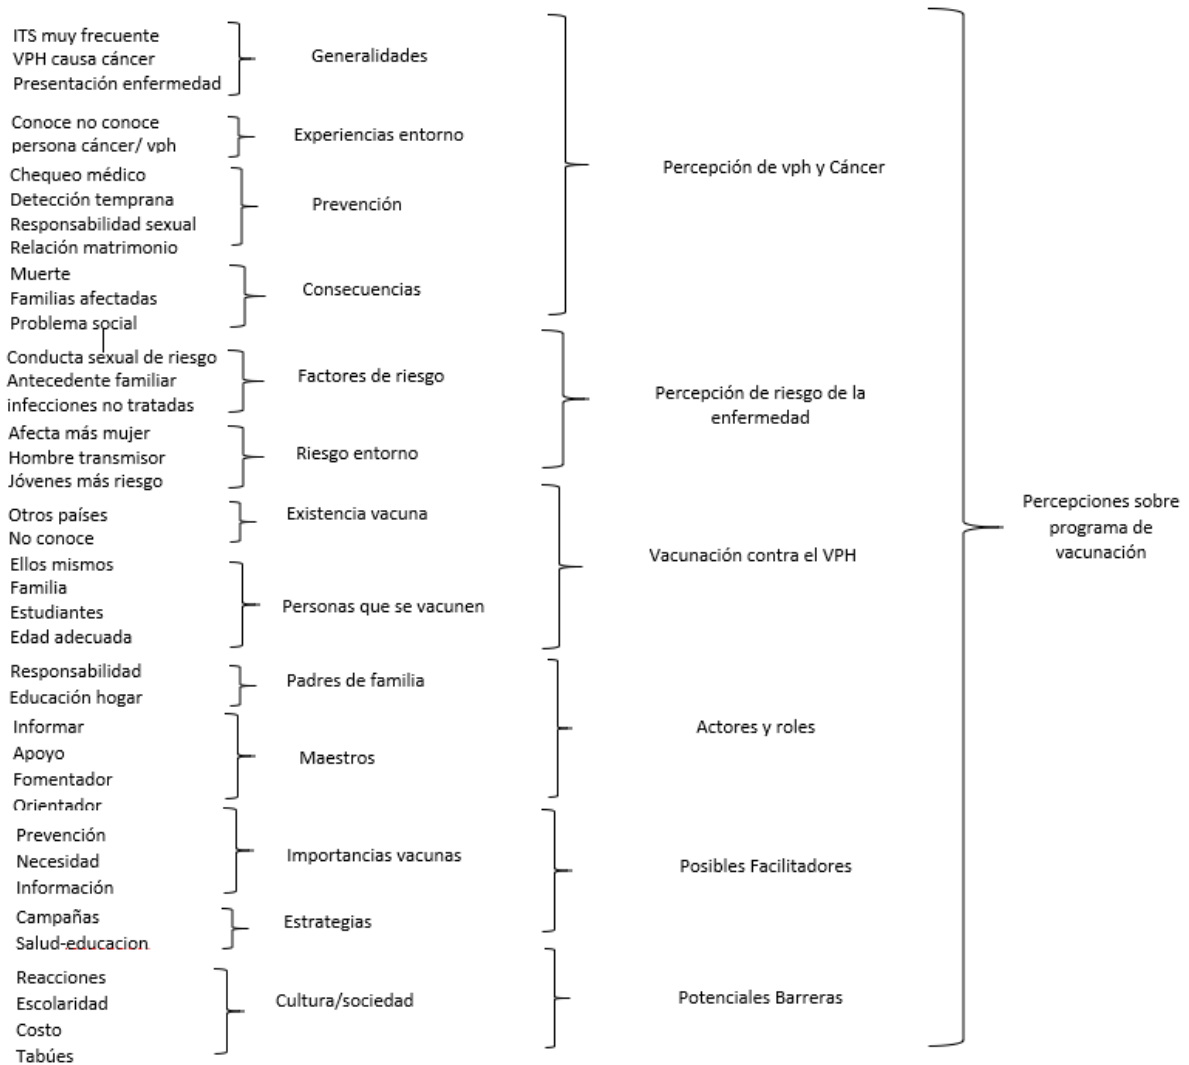 ITS muy frecuente
VPH causa cáncer
Presentación enfermedad
Generalidades
Conoce no conoce
persona cáncer/ vph
Experiencias entorno
Chequeo médico
Detección temprana
Responsabilidad sexual
Relación matrimonio
Prevención
Muerte
Familias afectadas
Problema social
Consecuencias
Percepción de vph y Cáncer
Conducta sexual de riesgo
Antecedente familiar
infecciones no tratadas
Factores de riesgo
Afecta más mujer
Hombre transmisor
Jóvenes más riesgo
Riesgo entorno
Percepción de riesgo de la
enfermedad
Otros países
No conoce
Existencia vacuna
Ellos mismos
Familia
Estudiantes
Edad adecuada
Personas que se vacunen
Vacunación contra el VPH
Responsabilidad
Educación hogar
Padres de familia
Informar
Apoyo
Fomentador
Orientador
Maestros
Actores y roles
Prevención
Necesidad
Información
Importancias vacunas
Campañas
Salud-educacion
Estrategias
Posibles Facilitadores
Reacciones
Escolaridad
Costo
Tabúes
Cultura/sociedad
Potenciales Barreras
Percepciones sobre
programa de
vacunación